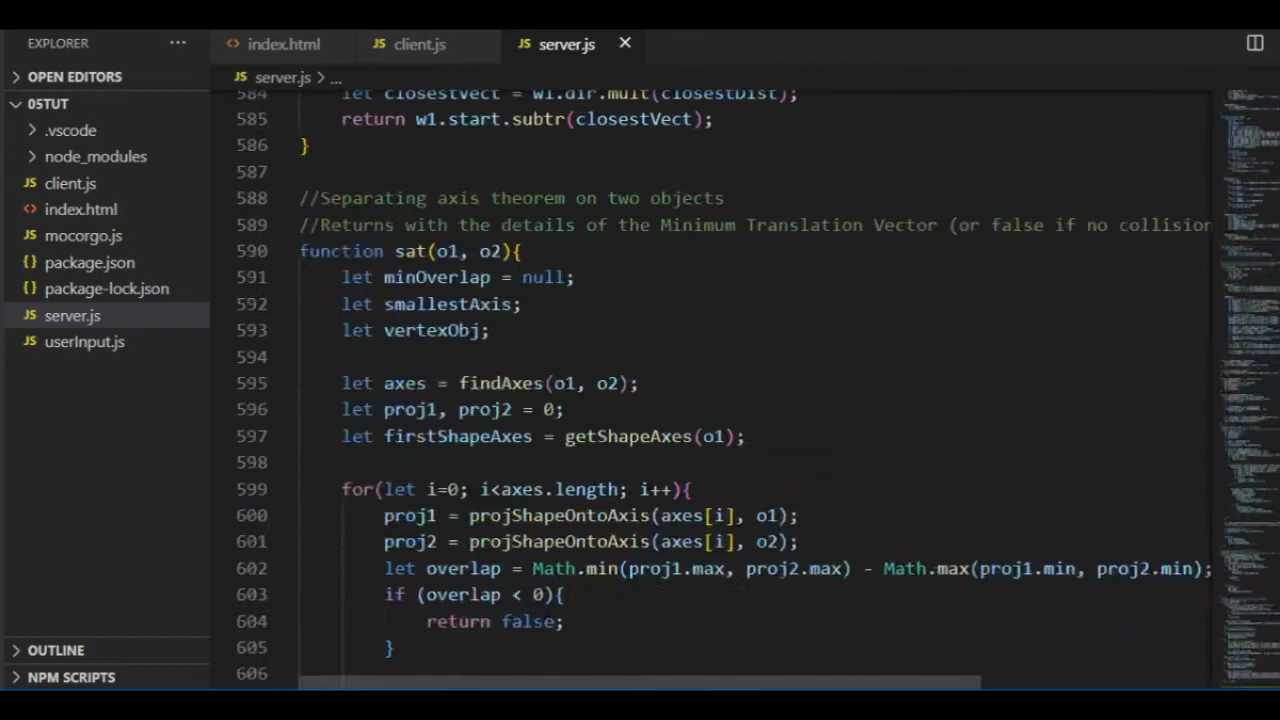 EXPLORER ...
OPEN EDITORS
05TUT
.vscode
node_modules
JS client.js
<> index.html
JS mocorgo.js
{} package.json
{} package-lock.json
JS server.js
JS userInput.js
OUTLINE
NPM SCRIPTS
<> index.html JS client.js JS server.js ×
JS server.js > ...
584 let closestVect = w1.dir.mult(closestDist);
585 return w1.start.subtr(closestVect);
586 }
587
588 //Separating axis theorem on two objects
589 //Returns with the details of the Minimum Translation Vector (or false if no collision
590 function sat(o1, o2){
591 let minOverlap = null;
592 let smallestAxis;
593 let vertexObj;
594
595 let axes = findAxes(o1, o2);
596 let proj1, proj2 = 0;
597 let firstShapeAxes = getShapeAxes(o1);
598
599 for(let i=0; i<axes.length; i++){
600 proj1 = projShapeOntoAxis(axes[i], o1);
601 proj2 = projShapeOntoAxis(axes[i], o2);
602 let overlap = Math.min(proj1.max, proj2.max) - Math.max(proj1.min, proj2.min);
603 if (overlap < 0){
604 return false;
605 }
606